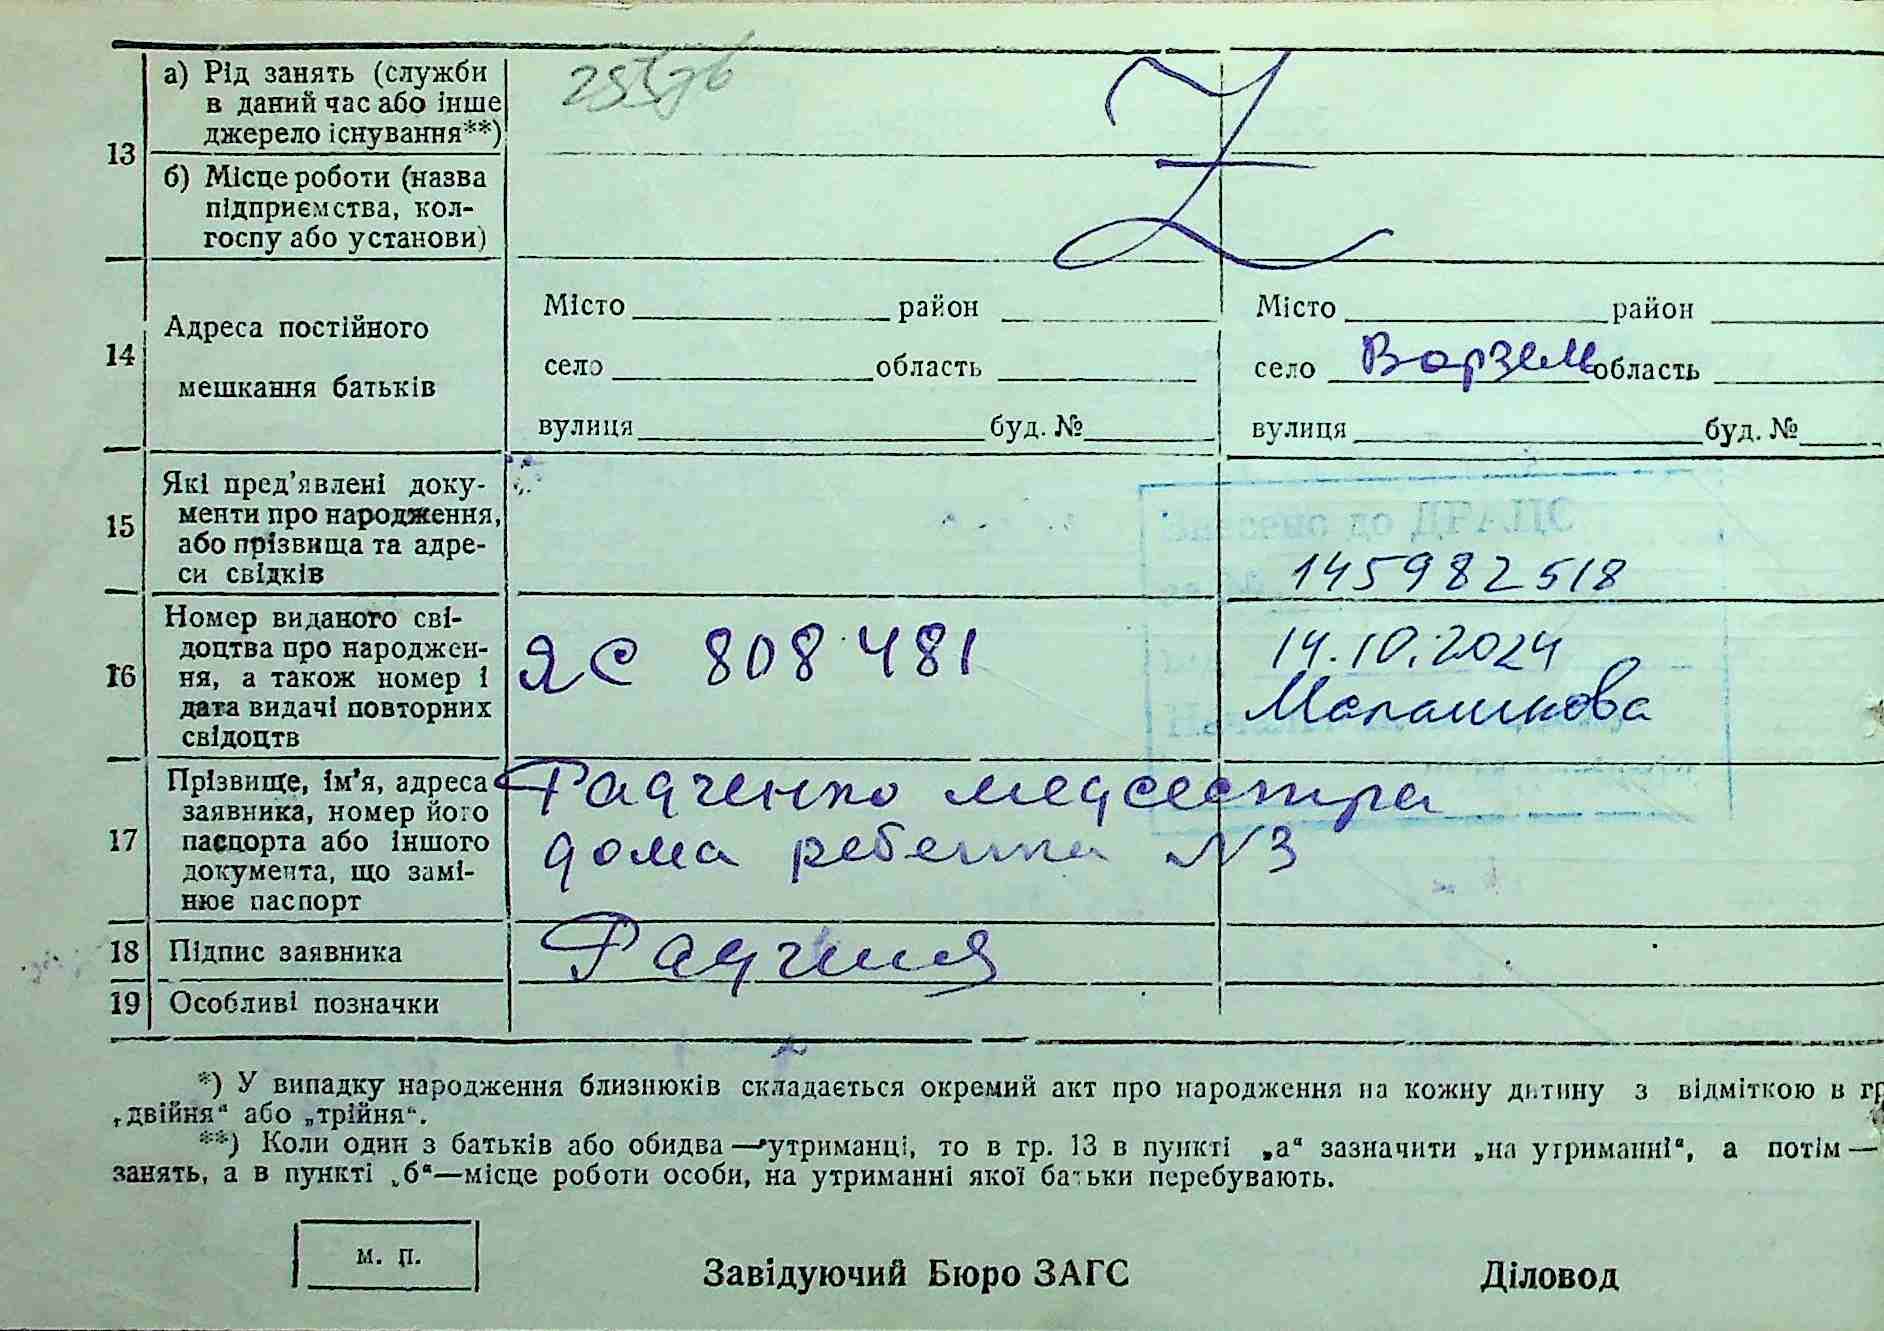 13
а) Рід занять (служби
в даний час або інше
джерело існування**)
б) Місце роботи (назва
підприємства, кол-
госпу або установи)
14
Адреса постійного
мешкання батьків
Місто район
село область
вулиця буд. №
Місто район
село Ворзель область
вулиця буд. №
15
Які пред’явлені доку-
менти про народження,
або прізвища та адре-
си свідків
Внесено до ДРАЦС
145982518
16
Номер виданого сві-
доцтва про народжен-
ня, а також номер і
дата видачі повторних
свідоцтв
ЯС 808481
14.10.2024
Малашкова
17
Прізвище, ім’я, адреса
заявника, номер його
паспорта або іншого
документа, що замі-
нює паспорт
Радченко медсестра
дома ребенка N3
18
Підпис заявника
19
Особливі позначки
*) У випадку народження близнюків складається окремий акт про народження на кожну дитину з відміткою в гр
„двійня“ або „трійня“.
**) Коли один з батьків або обидва—утриманці, то в гр. 13 в пункті „а“ зазначити „на утриманні“, а потім —
занять, а в пункті „б“—місце роботи особи, на утриманні якої батьки перебувають.
м. п.
Завідуючий Бюро ЗАГС
Діловод